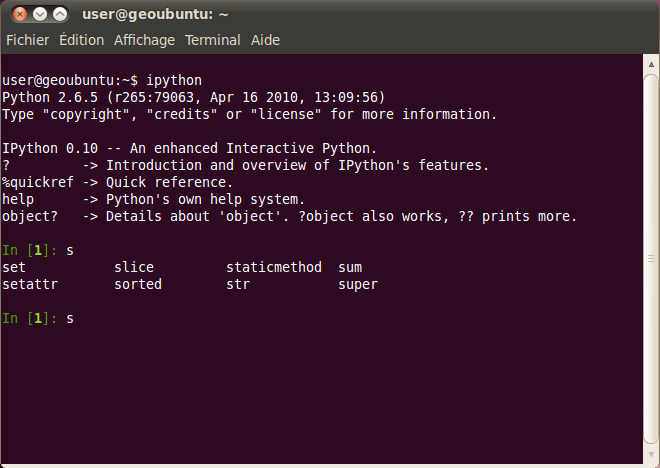 user@geoubuntu: ~
Fichier Édition Affichage Terminal Aide
user@geoubuntu:~$ ipython
Python 2.6.5 (r265:79063, Apr 16 2010, 13:09:56)
Type "copyright", "credits" or "license" for more information.
IPython 0.10 -- An enhanced Interactive Python.
?         -> Introduction and overview of IPython's features.
%quickref -> Quick reference.
help      -> Python's own help system.
object?   -> Details about 'object'. ?object also works, ?? prints more.
In [1]: s
set           slice         staticmethod  sum
setattr       sorted        str           super
In [1]: s